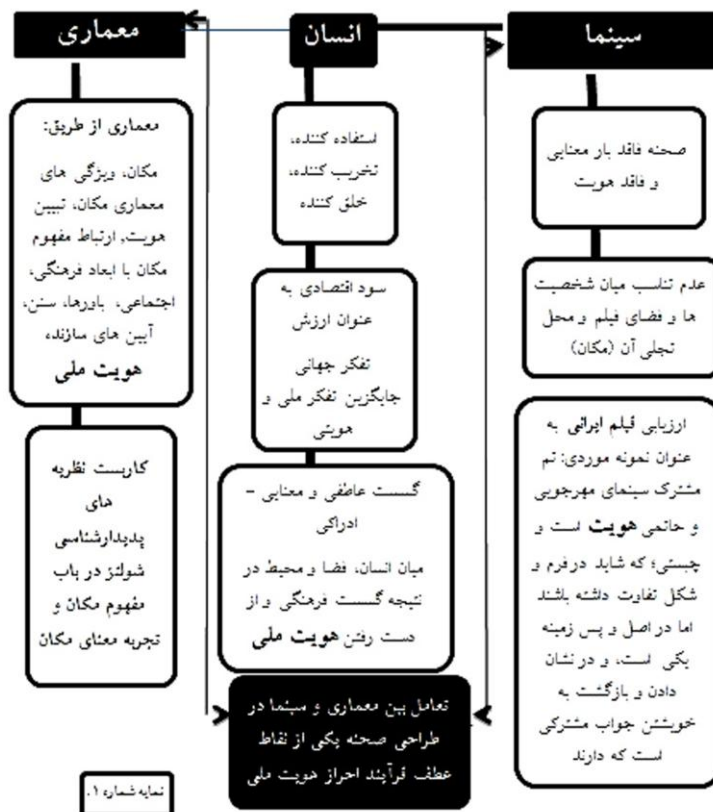 سینما
صحنه فاقد بار معنایی
و فاقد هویت
عدم تناسب میان شخصیت
ها و فضای فیلم و محل
تجلی آن (مکان)
ارزیابی فیلم ایرانی به
عنوان نمونه موردی: تم
مشترک سینمای مهرجویی
و حاتمی هویت است و
چیستی؛ که شاید در فرم و
شکل تفاوت داشته باشند
اما در اصل و پس زمینه
یکی است، و در نشان
دادن و بازگشت به
خویشتن جواب مشترکی
است که دارند
انسان
استفاده کننده،
تخریب کننده،
خلق کننده
سود اقتصادی به
عنوان ارزش
تفکر جهانی
جایگزین تفکر ملی و
هویتی
گسست عاطفی و معنایی –
ادراکی
میان انسان، فضا و محیط در
نتیجه گسست فرهنگی و از
دست رفتن هویت ملی
معماری
معماری از طریق:
مکان، ویژگی های
معماری مکان، تبیین
هویت, ارتباط مفهوم
مکان با ابعاد فرهنگی،
اجتماعی، باورها، سنن،
آیین های سازنده
هویت ملی
کاربست نظریه
های
پدیدارشناسی
شولتز در باب
مفهوم مکان و
تجربه معنای مکان
تعامل بین معماری و سینما در
طراحی صحنه یکی از نقاط
عطف فرآیند احراز هویت ملی
نمایه شماره ۱.